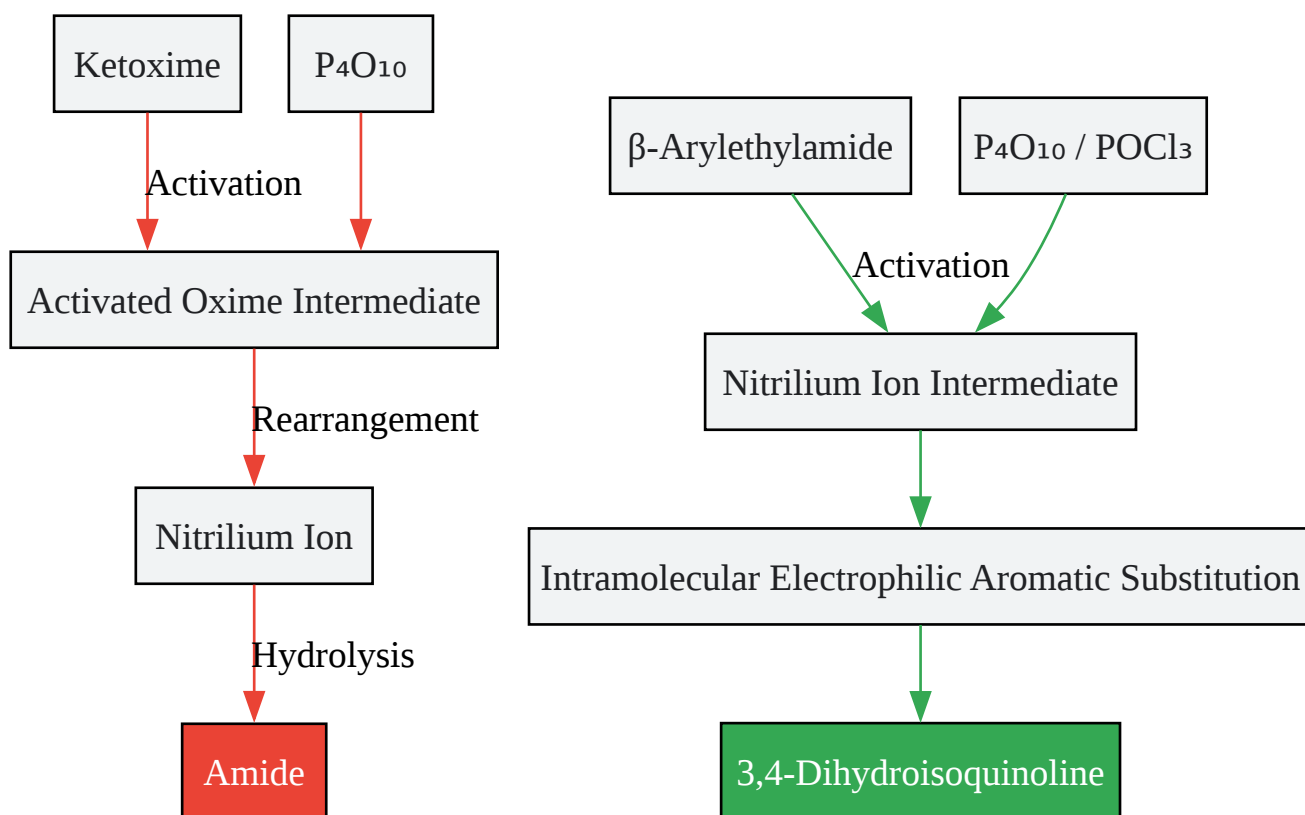 Ketoxime
P₄O₁₀
Activation
Activated Oxime Intermediate
Rearrangement
Nitrilium Ion
Hydrolysis
Amide
β-Arylethylamide
P₄O₁₀ / POCl₃
Activation
Nitrilium Ion Intermediate
Intramolecular Electrophilic Aromatic Substitution
3,4-Dihydroisoquinoline